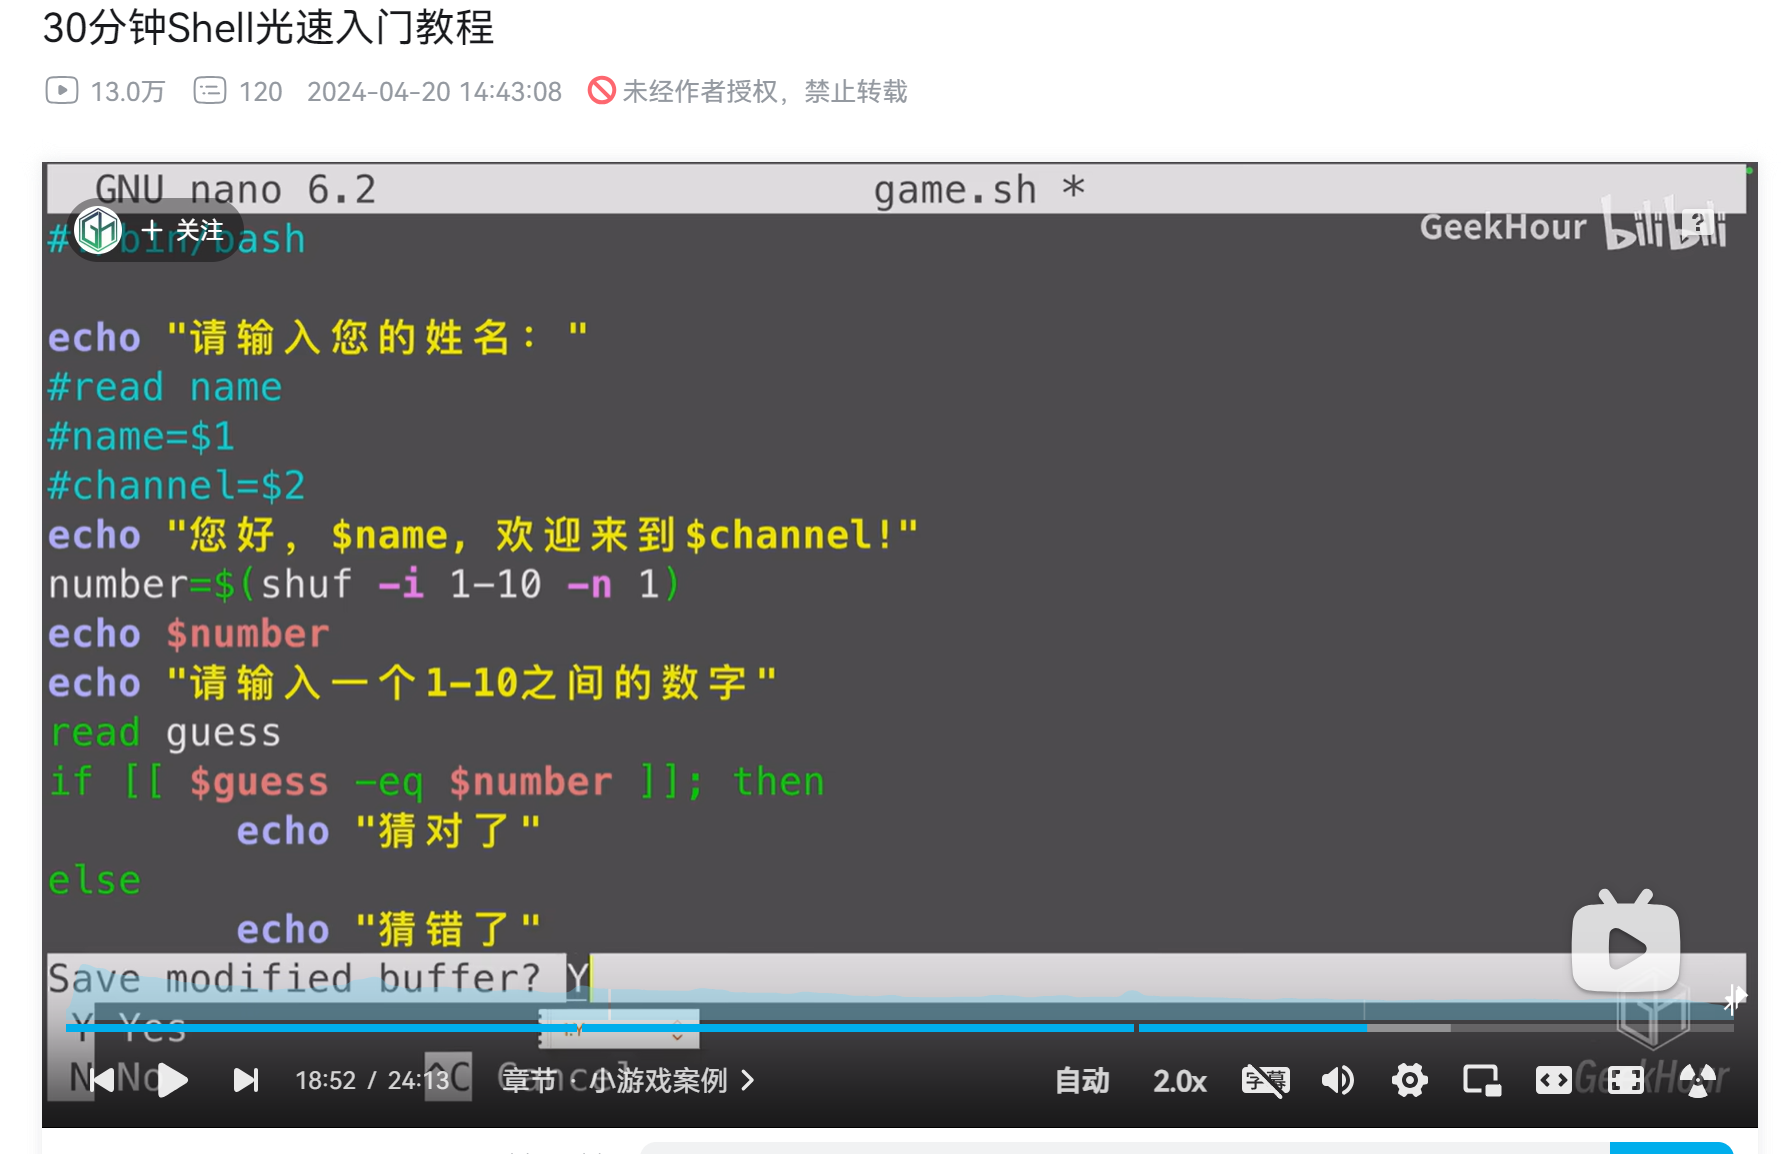 30分钟Shell光速入门教程
13.0万 120 2024-04-20 14:43:08 未经作者授权，禁止转载
GNU nano 6.2 game.sh *
+ 关注
GeekHour bilibili
#!/bin/bash
echo "请输入您的姓名："
#read name
#name=$1
#channel=$2
echo "您好，$name, 欢迎来到$channel!"
number=$(shuf -i 1-10 -n 1)
echo $number
echo "请输入一个1-10之间的数字"
read guess
if [[ $guess -eq $number ]]; then
echo "猜对了"
else
echo "猜错了"
Save modified buffer? Y
Y Yes
N No ^C Cancel
18:52 / 24:13 章节 · 小游戏案例 > 自动 2.0x 字幕
GeekHour